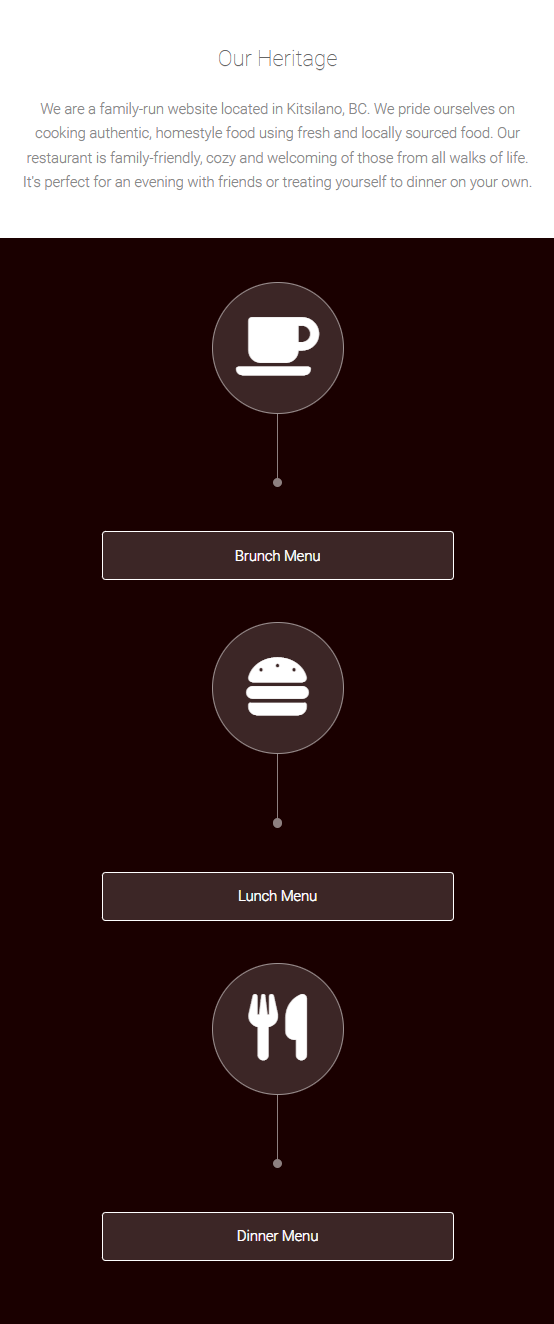 Our Heritage
We are a family-run website located in Kitsilano, BC. We pride ourselves on
cooking authentic, homestyle food using fresh and locally sourced food. Our
restaurant is family-friendly, cozy and welcoming of those from all walks of life.
It's perfect for an evening with friends or treating yourself to dinner on your own.
Brunch Menu
Lunch Menu
Dinner Menu